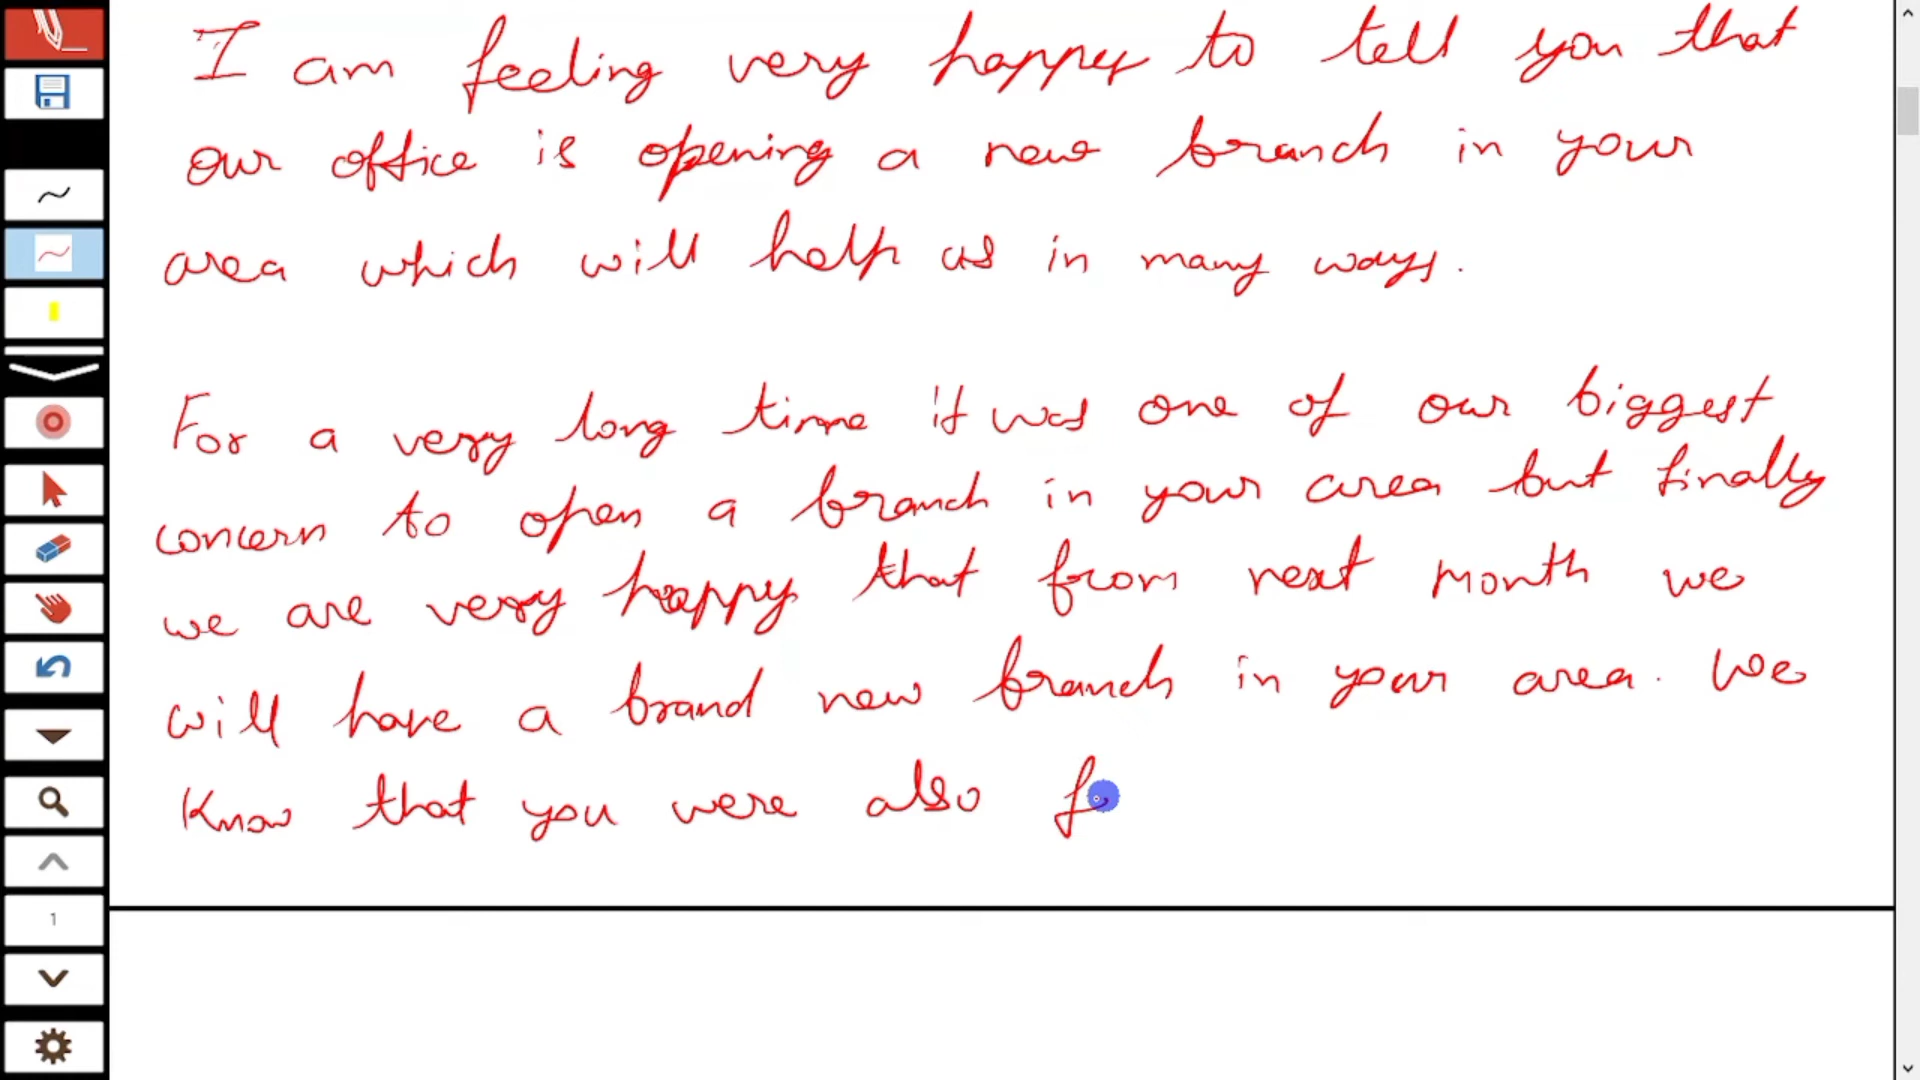 I am feeling very happy to tell you that
our office is opening a new branch in your
area which will help us in many ways.
For a very long time it was one of our biggest
concern to open a branch in your area but finally
we are very happy that from next month we
will have a brand new branch in your area. We
Know that you were also
1